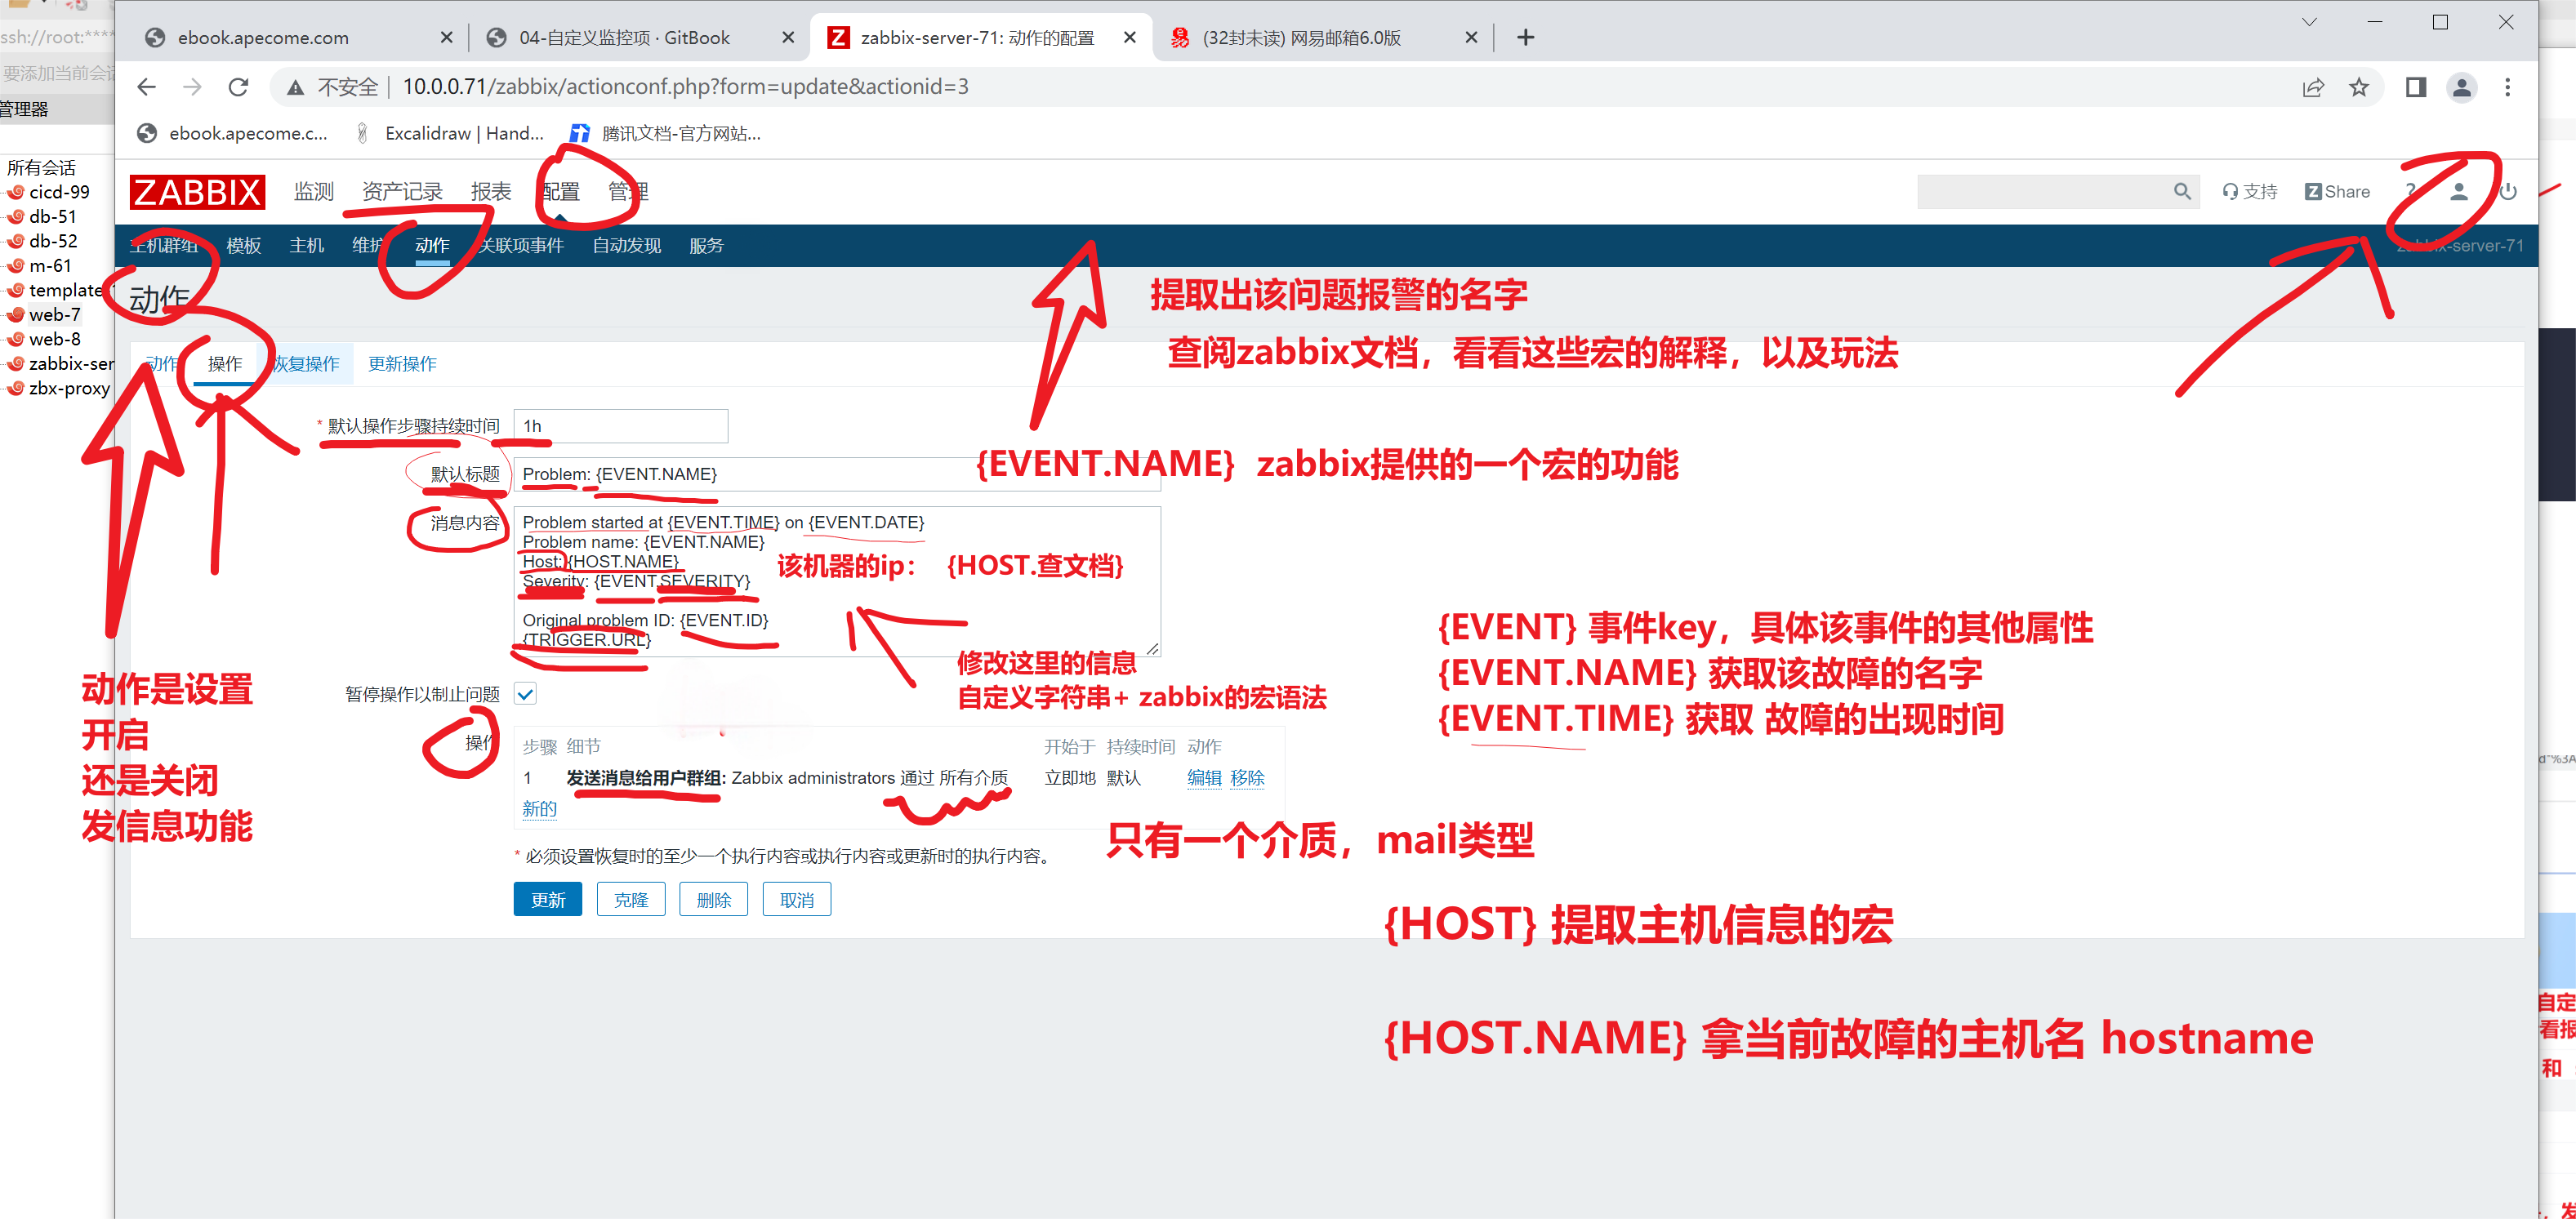 ssh://root:****
要添加当前会
管理器
所有会话
cicd-99
db-51
db-52
m-61
template
web-7
web-8
zabbix-ser
zbx-proxy
ebook.apecome.com
04-自定义监控项 · GitBook
zabbix-server-71: 动作的配置
(32封未读) 网易邮箱6.0版
不安全 | 10.0.0.71/zabbix/actionconf.php?form=update&actionid=3
ebook.apecome.c...
Excalidraw | Hand...
腾讯文档-官方网站...
ZABBIX 监测 资产记录 报表 配置 管理
支持 Z Share ?
主机群组 模板 主机 维护 动作 关联项事件 自动发现 服务
zabbix-server-71
动作
提取出该问题报警的名字
查阅zabbix文档，看看这些宏的解释，以及玩法
动作 操作 恢复操作 更新操作
* 默认操作步骤持续时间 1h
默认标题 Problem: {EVENT.NAME}
{EVENT.NAME} zabbix提供的一个宏的功能
消息内容 Problem started at {EVENT.TIME} on {EVENT.DATE}
Problem name: {EVENT.NAME}
Host: {HOST.NAME}
Severity: {EVENT.SEVERITY}
该机器的ip： {HOST.查文档}
Original problem ID: {EVENT.ID}
{TRIGGER.URL}
修改这里的信息
自定义字符串+ zabbix的宏语法
{EVENT} 事件key，具体该事件的其他属性
{EVENT.NAME} 获取该故障的名字
{EVENT.TIME} 获取 故障的出现时间
动作是设置
开启
还是关闭
发信息功能
暂停操作以制止问题
操作
步骤 细节 开始于 持续时间 动作
1 发送消息给用户群组: Zabbix administrators 通过 所有介质 立即地 默认 编辑 移除
新的
只有一个介质，mail类型
* 必须设置恢复时的至少一个执行内容或执行内容或更新时的执行内容。
更新 克隆 删除 取消
{HOST} 提取主机信息的宏
{HOST.NAME} 拿当前故障的主机名 hostname
d"%3A
自定
看报
和
，发